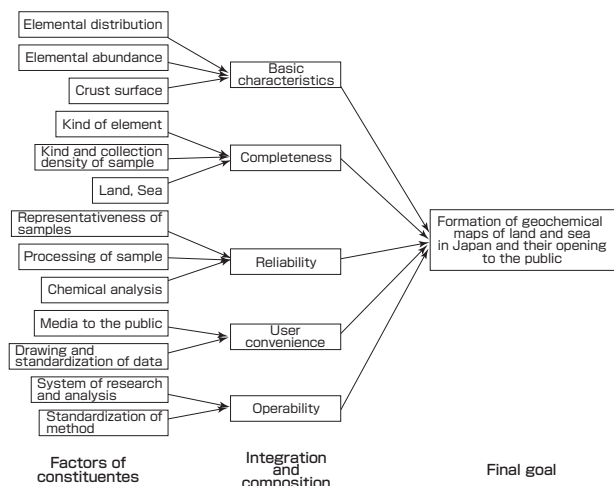 Elemental distribution
Elemental abundance
Crust surface
Kind of element
Kind and collection
density of sample
Land, Sea
Representativeness of
samples
Processing of sample
Chemical analysis
Media to the public
Drawing and
standardization of data
System of research
and analysis
Standardization of
method
Factors of
constituentes
Basic
characteristics
Completeness
Reliability
User
convenience
Operability
Integration
and
composition
Formation of geochemical
maps of land and sea
in Japan and their opening
to the public
Final goal